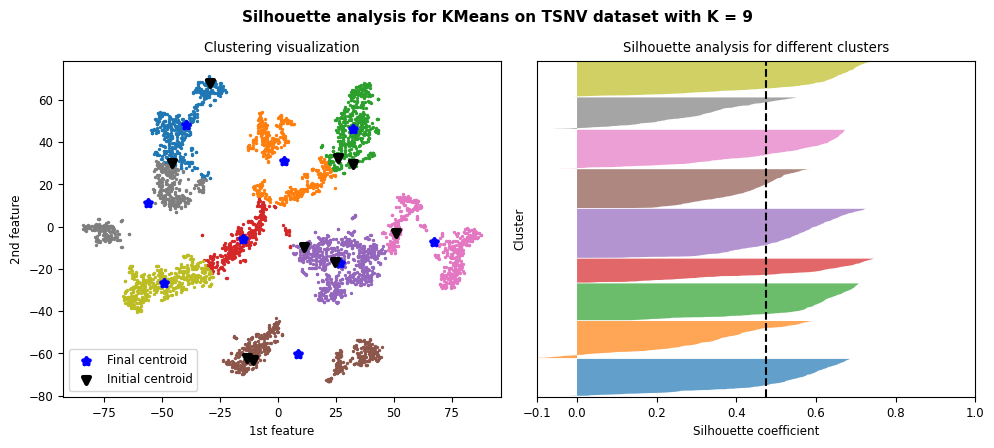 Silhouette analysis for KMeans on TSNV dataset with K = 9
Clustering visualization
2nd feature
60
40
20
0
−20
−40
−60
−80
−75
−50
−25
0
25
50
75
1st feature
Final centroid
Initial centroid
Silhouette analysis for different clusters
Cluster
−0.1
0.0
0.2
0.4
0.6
0.8
1.0
Silhouette coefficient